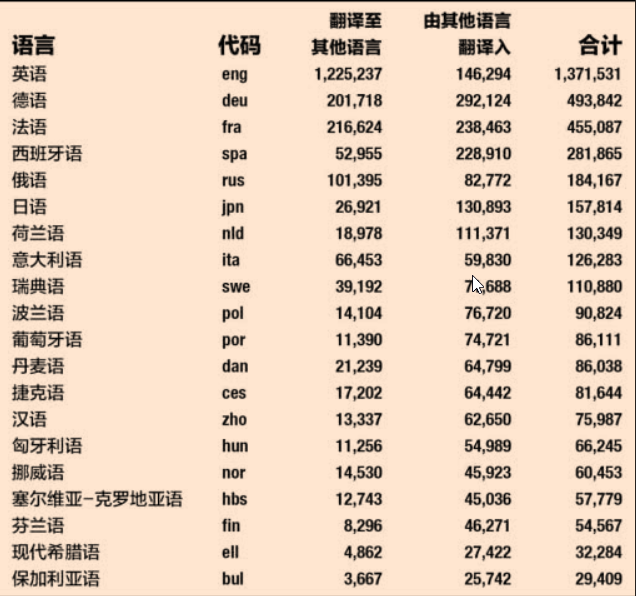 语言 代码 翻译至其他语言 由其他语言翻译入 合计
英语 eng 1,225,237 146,294 1,371,531
德语 deu 201,718 292,124 493,842
法语 fra 216,624 238,463 455,087
西班牙语 spa 52,955 228,910 281,865
俄语 rus 101,395 82,772 184,167
日语 jpn 26,921 130,893 157,814
荷兰语 nld 18,978 111,371 130,349
意大利语 ita 66,453 59,830 126,283
瑞典语 swe 39,192 110,880
波兰语 pol 14,104 76,720 90,824
葡萄牙语 por 11,390 74,721 86,111
丹麦语 dan 21,239 64,799 86,038
捷克语 ces 17,202 64,442 81,644
汉语 zho 13,337 62,650 75,987
匈牙利语 hun 11,256 54,989 66,245
挪威语 nor 14,530 45,923 60,453
塞尔维亚-克罗地亚语 hbs 12,743 45,036 57,779
芬兰语 fin 8,296 46,271 54,567
现代希腊语 ell 4,862 27,422 32,284
保加利亚语 bul 3,667 25,742 29,409